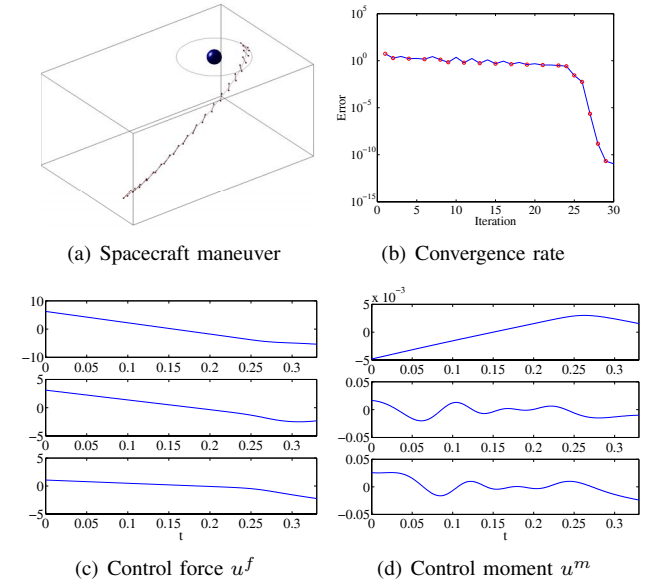 10^5
10^0
10^-5
10^-10
10^-15
Error
0 5 10 15 20 25 30
Iteration
(a) Spacecraft maneuver
(b) Convergence rate
10
0
-10
0 0.05 0.1 0.15 0.2 0.25 0.3
5
0
-5
0 0.05 0.1 0.15 0.2 0.25 0.3
5
0
-5
0 0.05 0.1 0.15 0.2 0.25 0.3
t
x 10^-3
5
0
-5
0 0.05 0.1 0.15 0.2 0.25 0.3
0.05
0
-0.05
0 0.05 0.1 0.15 0.2 0.25 0.3
0.05
0
-0.05
0 0.05 0.1 0.15 0.2 0.25 0.3
t
(c) Control force u^f
(d) Control moment u^m